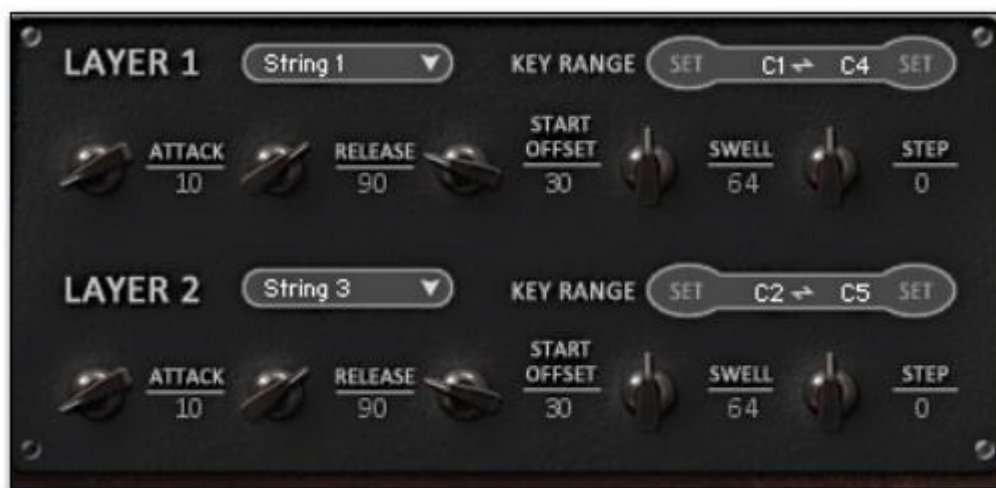 LAYER 1 String 1 KEY RANGE SET C1 ⇌ C4 SET
ATTACK 10 RELEASE 90 START OFFSET 30 SWELL 64 STEP 0
LAYER 2 String 3 KEY RANGE SET C2 ⇌ C5 SET
ATTACK 10 RELEASE 90 START OFFSET 30 SWELL 64 STEP 0